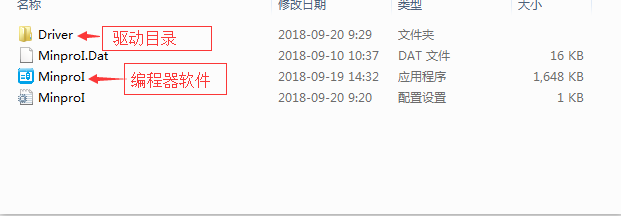 名称 修改日期 类型 大小
Driver 驱动目录 2018-09-20 9:29 文件夹
MinproI.Dat 2018-09-10 10:37 DAT 文件 16 KB
MinproI 编程器软件 2018-09-19 14:32 应用程序 1,648 KB
MinproI 2018-09-20 9:20 配置设置 1 KB